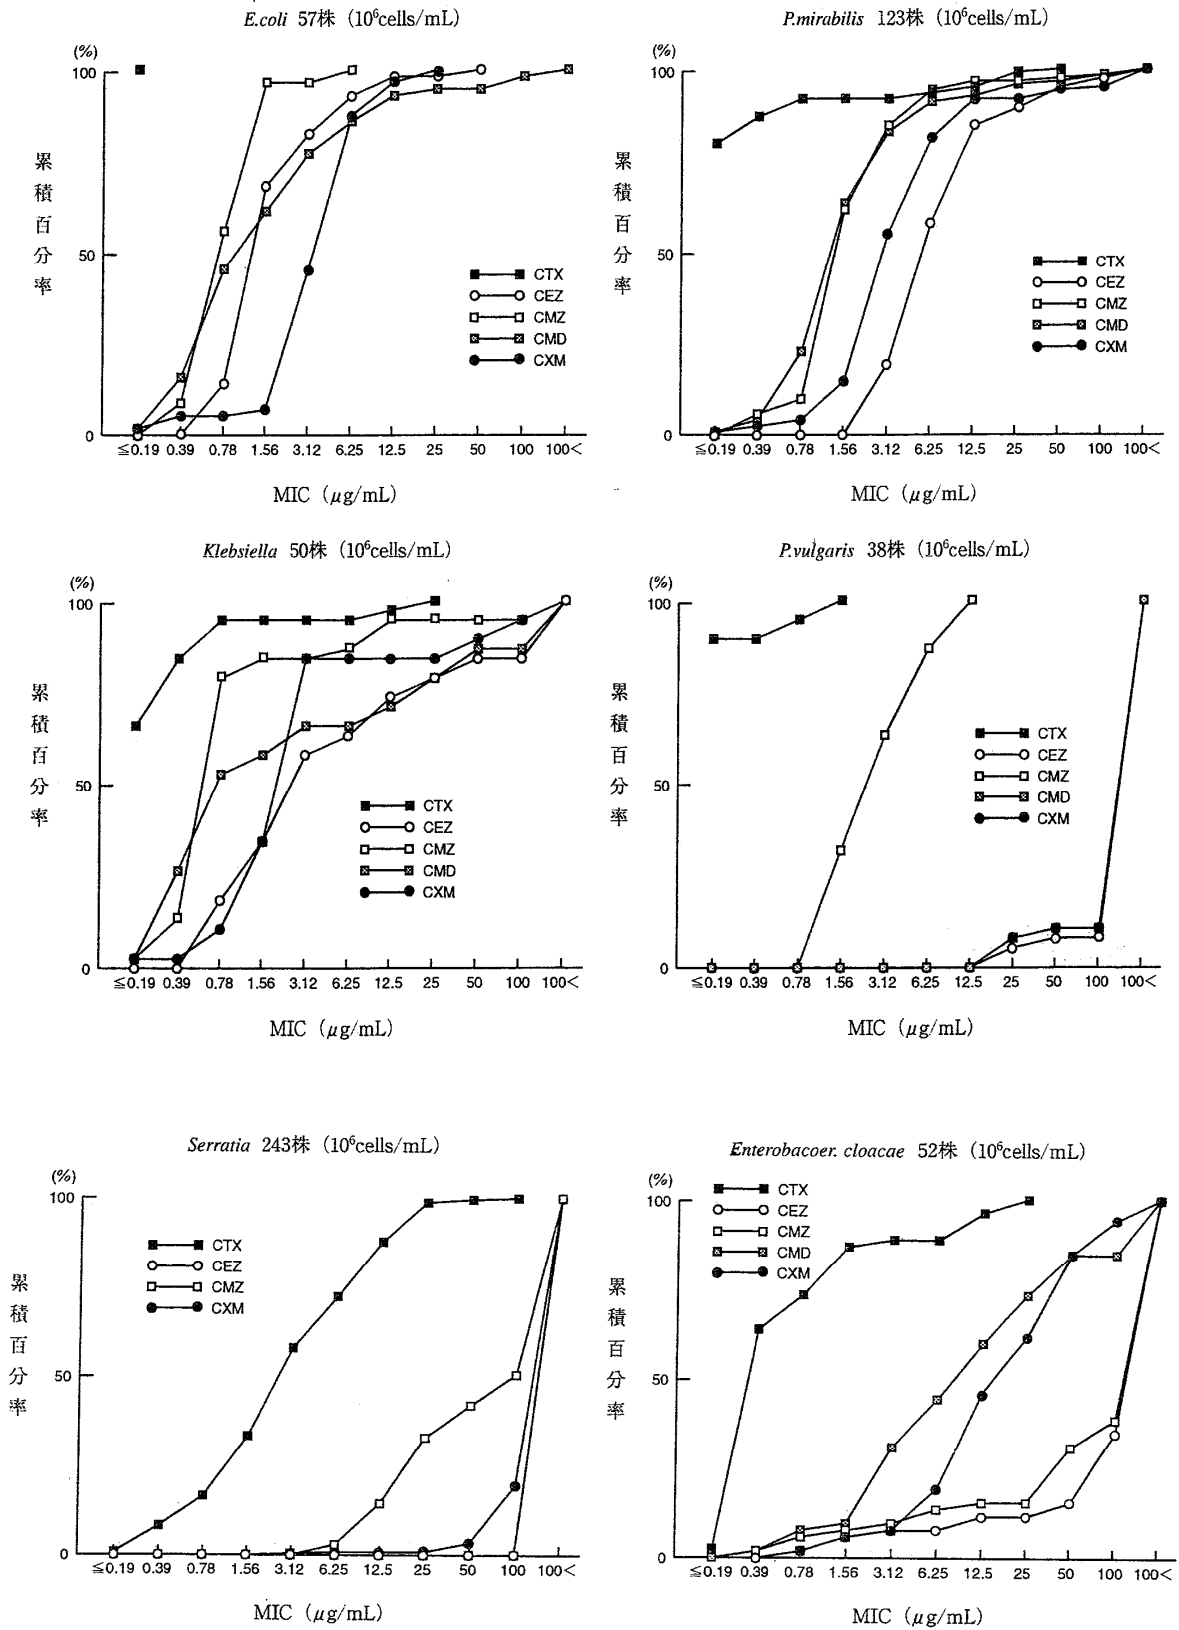 E.coli 57株 (10⁶cells/mL)
(%)
100
50
0
累積百分率
CTX
CEZ
CMZ
CMD
CXM
≦0.19 0.39 0.78 1.56 3.12 6.25 12.5 25 50 100 100<
MIC (μg/mL)
P.mirabilis 123株 (10⁶cells/mL)
(%)
100
50
0
累積百分率
CTX
CEZ
CMZ
CMD
CXM
≦0.19 0.39 0.78 1.56 3.12 6.25 12.5 25 50 100 100<
MIC (μg/mL)
Klebsiella 50株 (10⁶cells/mL)
(%)
100
50
0
累積百分率
CTX
CEZ
CMZ
CMD
CXM
≦0.19 0.39 0.78 1.56 3.12 6.25 12.5 25 50 100 100<
MIC (μg/mL)
P.vulgaris 38株 (10⁶cells/mL)
(%)
100
50
0
累積百分率
CTX
CEZ
CMZ
CMD
CXM
≦0.19 0.39 0.78 1.56 3.12 6.25 12.5 25 50 100 100<
MIC (μg/mL)
Serratia 243株 (10⁶cells/mL)
(%)
100
50
0
累積百分率
CTX
CEZ
CMZ
CXM
≦0.19 0.39 0.78 1.56 3.12 6.25 12.5 25 50 100 100<
MIC (μg/mL)
Enterobacoer. cloacae 52株 (10⁶cells/mL)
(%)
100
50
0
累積百分率
CTX
CEZ
CMZ
CMD
CXM
≦0.19 0.39 0.78 1.56 3.12 6.25 12.5 25 50 100 100<
MIC (μg/mL)